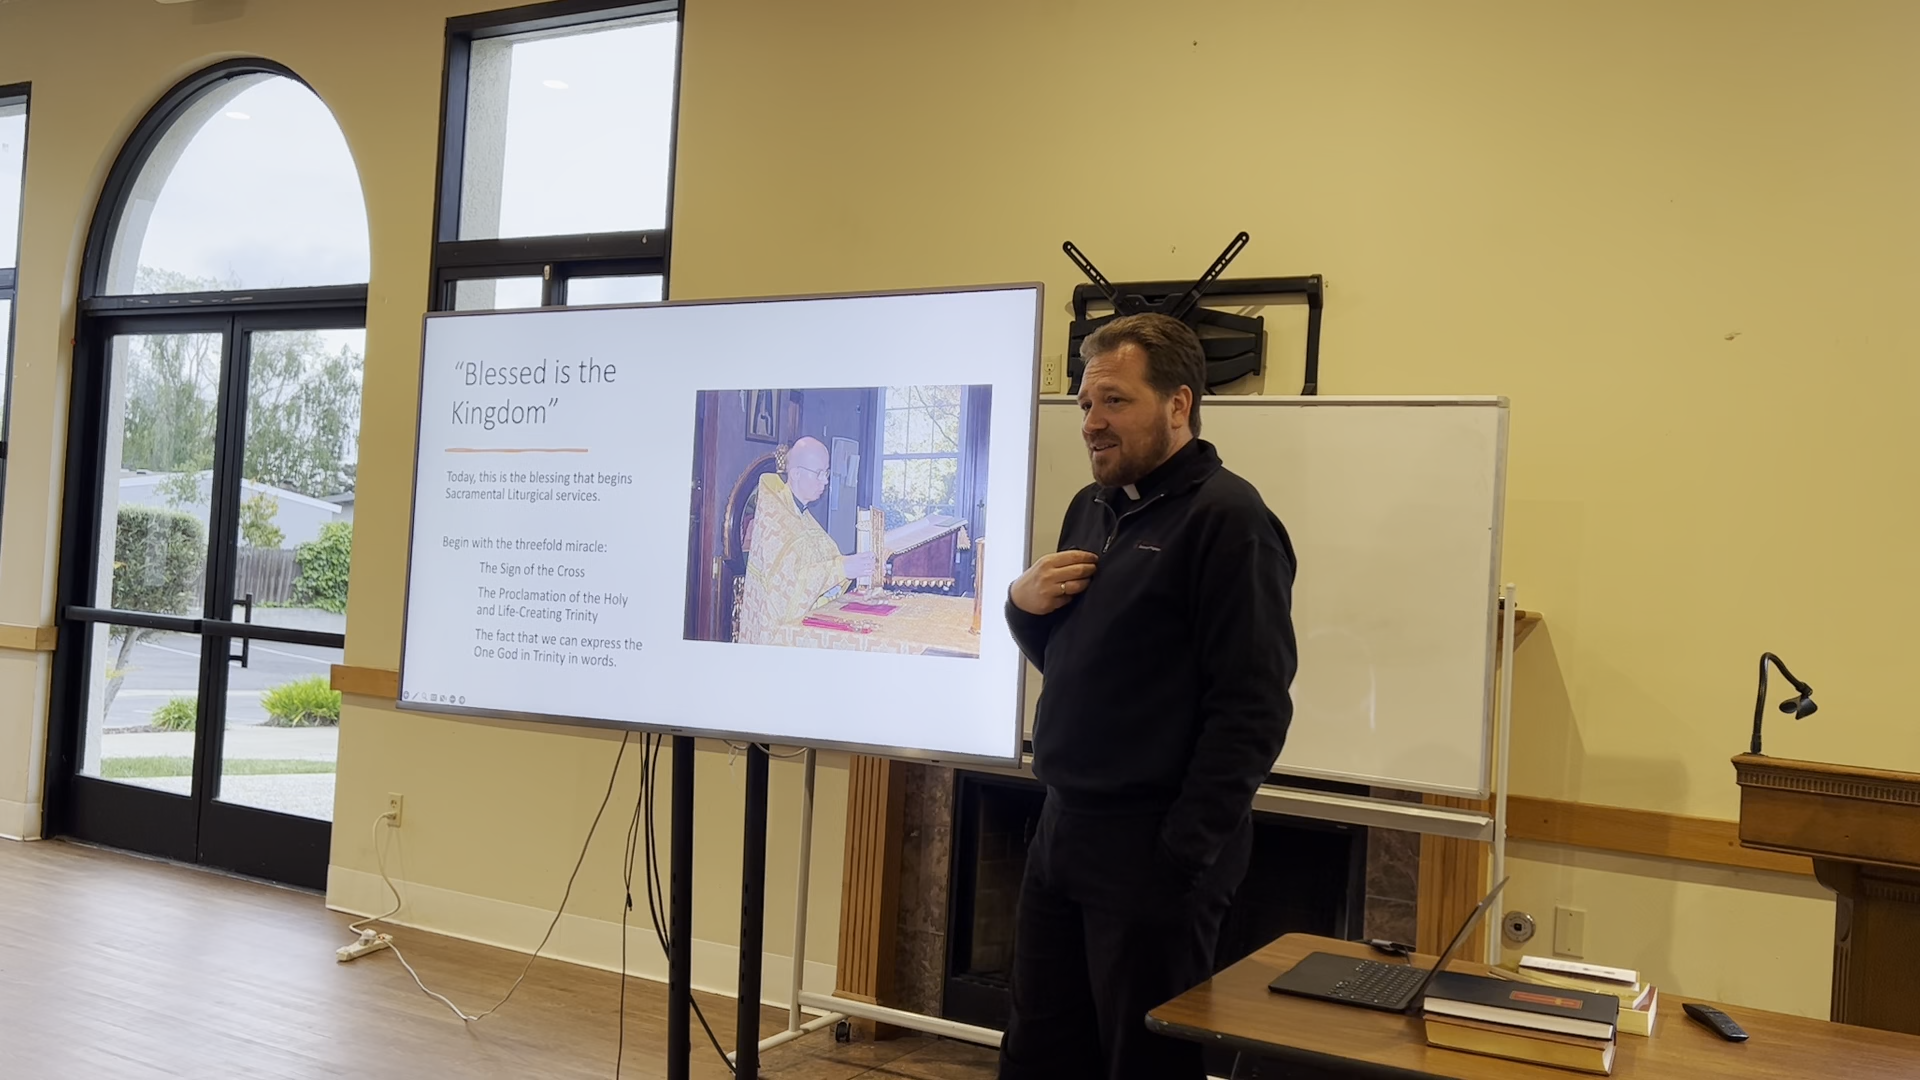 “Blessed is the
Kingdom”
Today, this is the blessing that begins
Sacramental Liturgical services.
Begin with the threefold miracle:
The Sign of the Cross
The Proclamation of the Holy
and Life-Creating Trinity
The fact that we can express the
One God in Trinity in words.